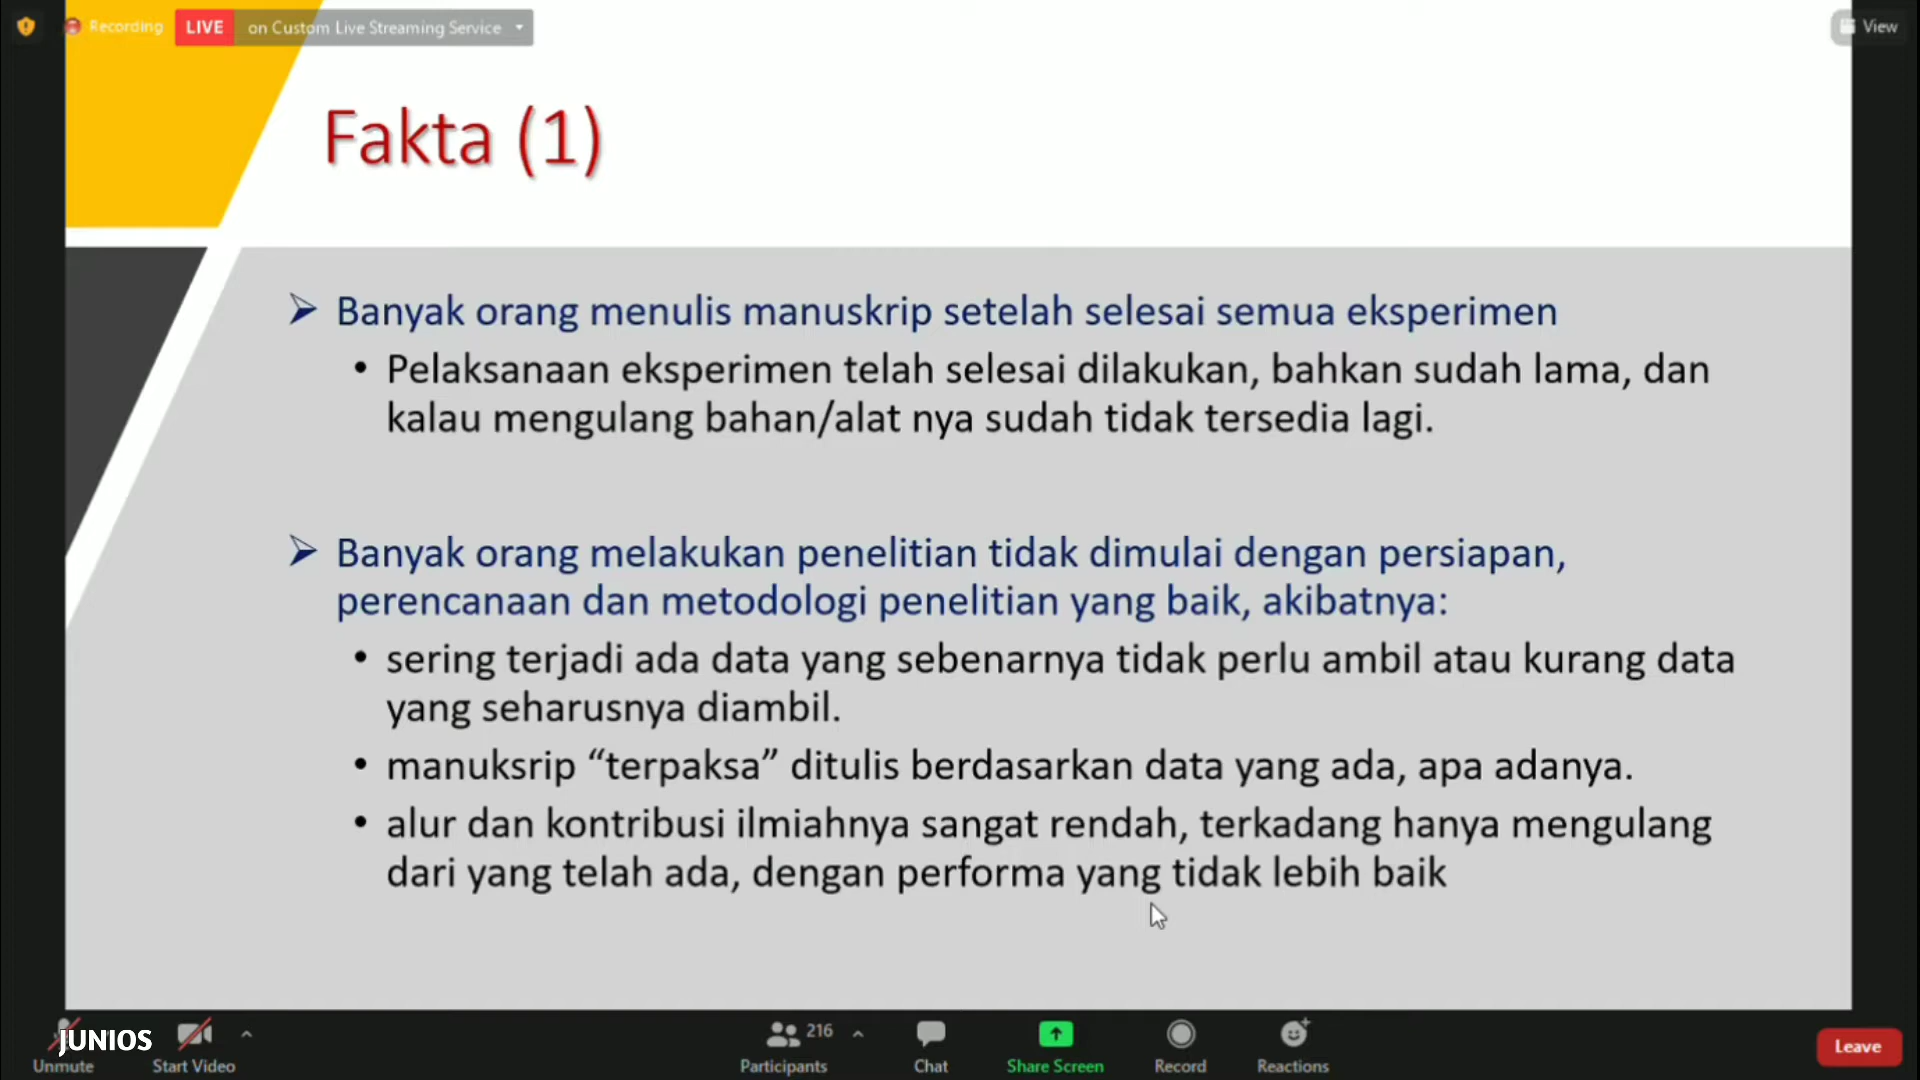 Recording
LIVE on Custom Live Streaming Service
View
Fakta (1)
Banyak orang menulis manuskrip setelah selesai semua eksperimen
• Pelaksanaan eksperimen telah selesai dilakukan, bahkan sudah lama, dan
kalau mengulang bahan/alat nya sudah tidak tersedia lagi.
Banyak orang melakukan penelitian tidak dimulai dengan persiapan,
perencanaan dan metodologi penelitian yang baik, akibatnya:
• sering terjadi ada data yang sebenarnya tidak perlu ambil atau kurang data
yang seharusnya diambil.
• manuksrip “terpaksa” ditulis berdasarkan data yang ada, apa adanya.
• alur dan kontribusi ilmiahnya sangat rendah, terkadang hanya mengulang
dari yang telah ada, dengan performa yang tidak lebih baik
JUNIOS
216
Unmute Start Video Participants Chat Share Screen Record Reactions
Leave